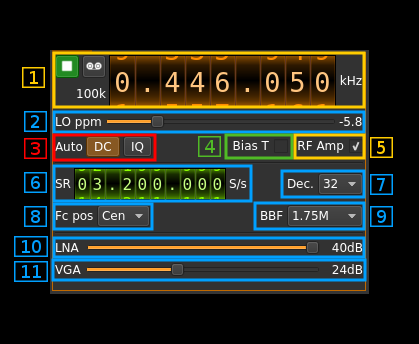 1 0.446.050 kHz
100k
2 LO ppm -5.8
3 Auto DC IQ 4 Bias T RF Amp ✓ 5
6 SR 03.200.000 S/s Dec. 32 7
8 Fc pos Cen BBF 1.75M 9
10 LNA 40dB
11 VGA 24dB